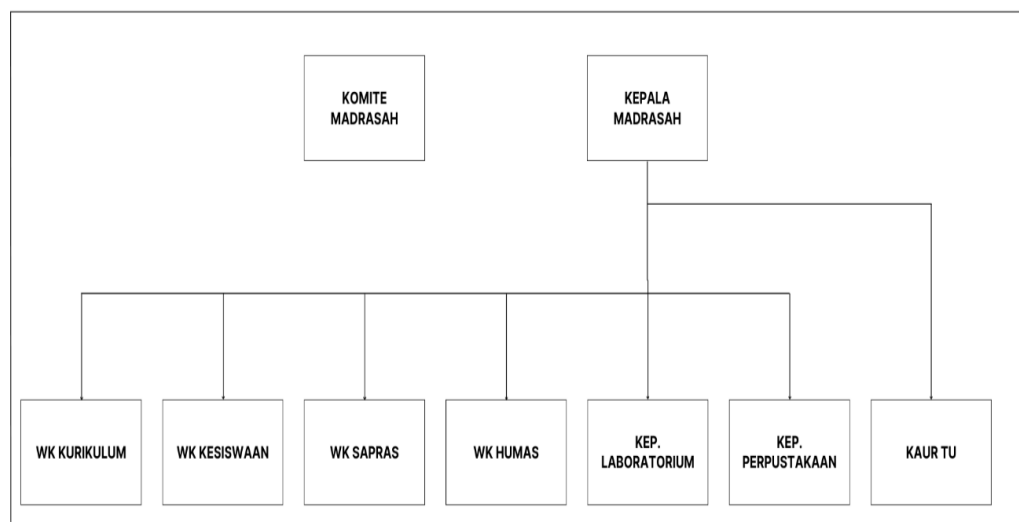 KOMITE
MADRASAH
KEPALA
MADRASAH
WK KURIKULUM
WK KESISWAAN
WK SAPRAS
WK HUMAS
KEP.
LABORATORIUM
KEP.
PERPUSTAKAAN
KAUR TU